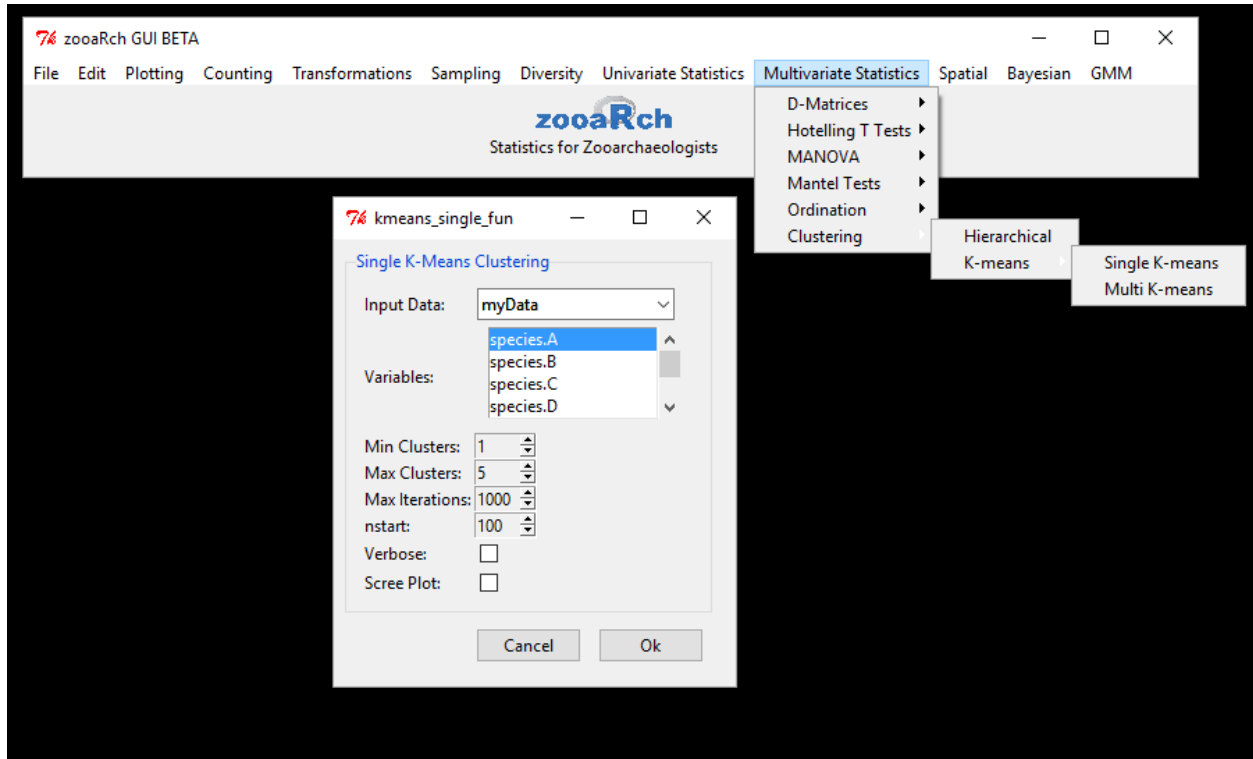 zooaRch GUI BETA
File Edit Plotting Counting Transformations Sampling Diversity Univariate Statistics Multivariate Statistics Spatial Bayesian GMM
zooaRch
Statistics for Zooarchaeologists
D-Matrices
Hotelling T Tests
MANOVA
Mantel Tests
Ordination
Clustering
Hierarchical
K-means
Single K-means
Multi K-means
kmeans_single_fun
Single K-Means Clustering
Input Data: myData
species.A
species.B
Variables:
species.C
species.D
Min Clusters: 1
Max Clusters: 5
Max Iterations: 1000
nstart: 100
Verbose:
Scree Plot:
Cancel Ok